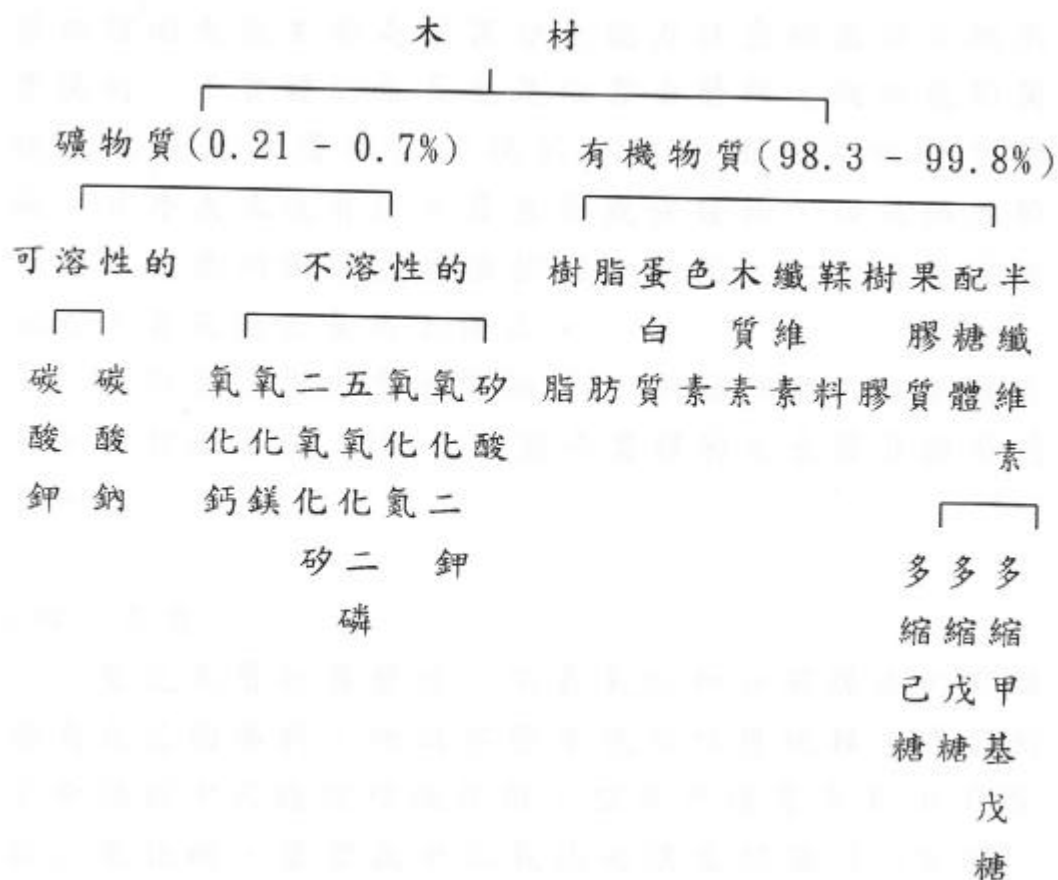 木材
礦物質(0.21 - 0.7%)
有機物質(98.3 - 99.8%)
可溶性的
不溶性的
碳酸鉀
碳酸鈉
氧化鈣
氧化鎂
二氧化矽
五氧化二磷
氧化氮
氧化二鉀
矽酸
樹脂
脂肪
蛋白質
色素
木質素
纖維素
鞣料
樹膠
果膠質
配糖體
半纖維素
多縮己糖
多縮戊糖
多縮甲基戊糖